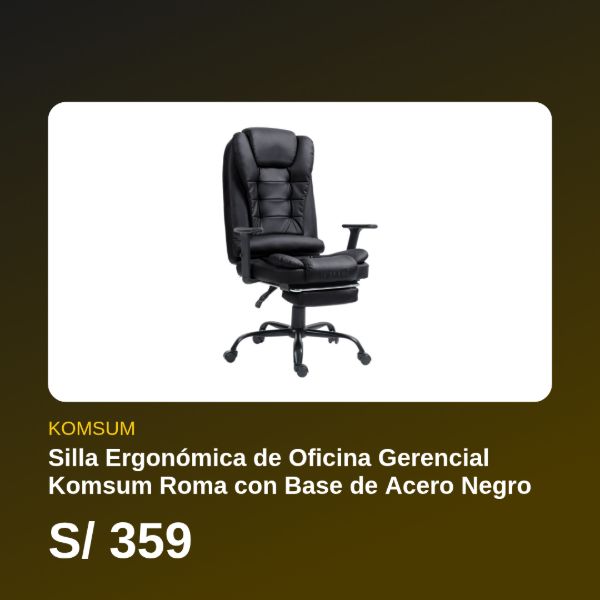 KOMSUM
Silla Ergonómica de Oficina Gerencial
Komsum Roma con Base de Acero Negro
S/ 359